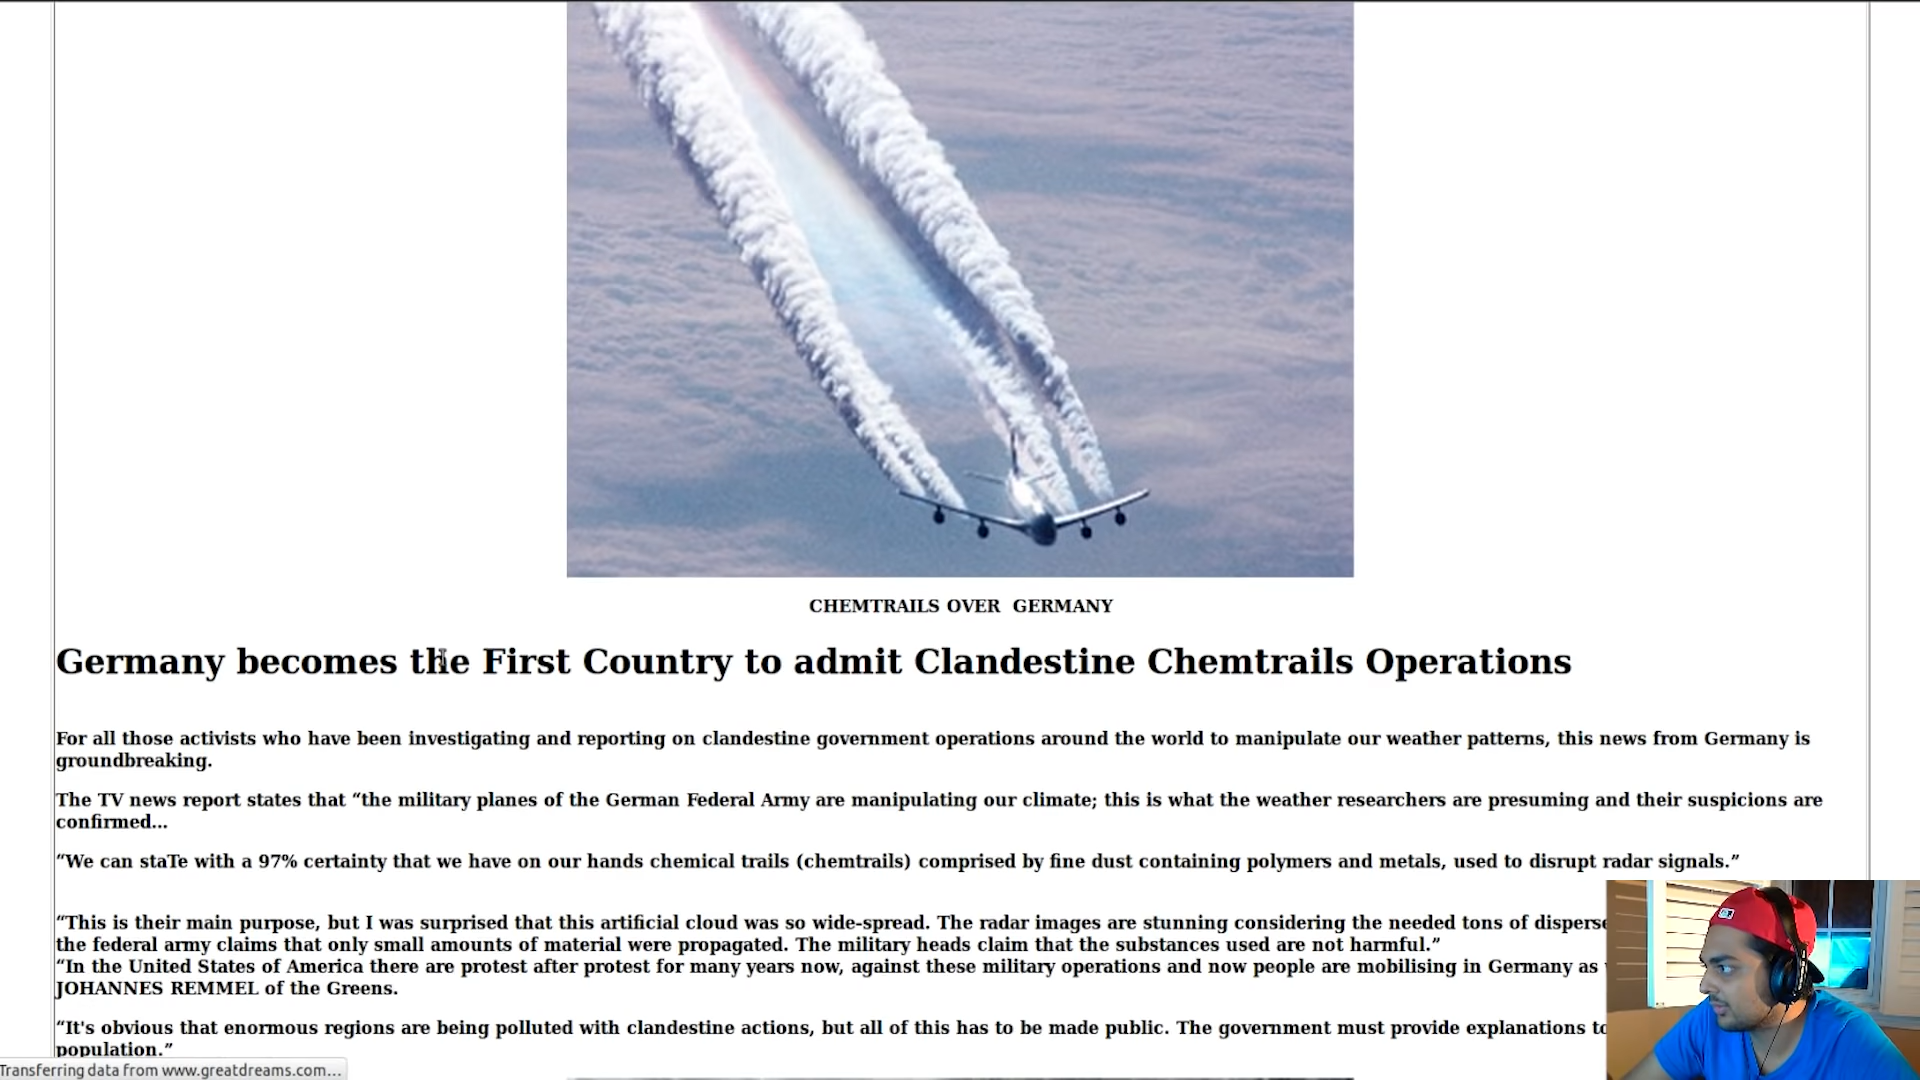 CHEMTRAILS OVER GERMANY
Germany becomes the First Country to admit Clandestine Chemtrails Operations
For all those activists who have been investigating and reporting on clandestine government operations around the world to manipulate our weather patterns, this news from Germany is
groundbreaking.
The TV news report states that “the military planes of the German Federal Army are manipulating our climate; this is what the weather researchers are presuming and their suspicions are
confirmed...
“We can staTe with a 97% certainty that we have on our hands chemical trails (chemtrails) comprised by fine dust containing polymers and metals, used to disrupt radar signals.”
“This is their main purpose, but I was surprised that this artificial cloud was so wide-spread. The radar images are stunning considering the needed tons of disperse
the federal army claims that only small amounts of material were propagated. The military heads claim that the substances used are not harmful.”
“In the United States of America there are protest after protest for many years now, against these military operations and now people are mobilising in Germany as
JOHANNES REMMEL of the Greens.
“It's obvious that enormous regions are being polluted with clandestine actions, but all of this has to be made public. The government must provide explanations to
population.”
Transferring data from www.greatdreams.com...